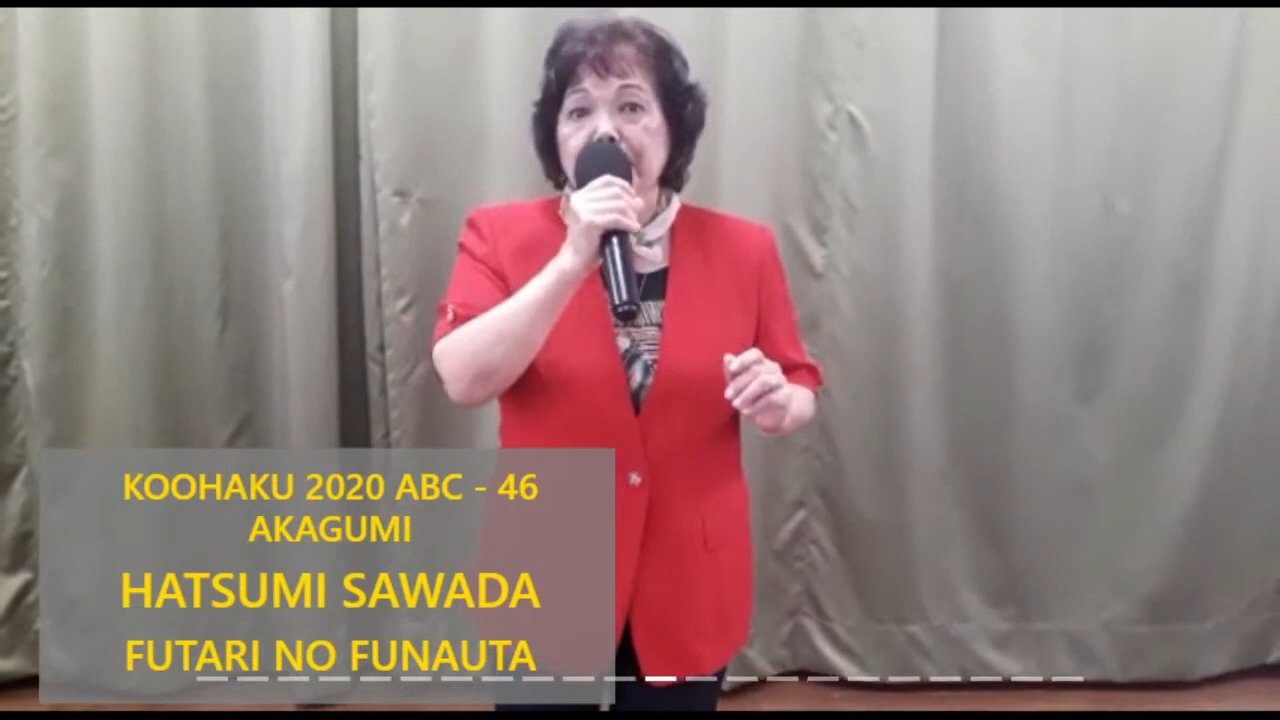 KOOHAKU 2020 ABC - 46
AKAGUMI
HATSUMI SAWADA
FUTARI NO FUNAUTA